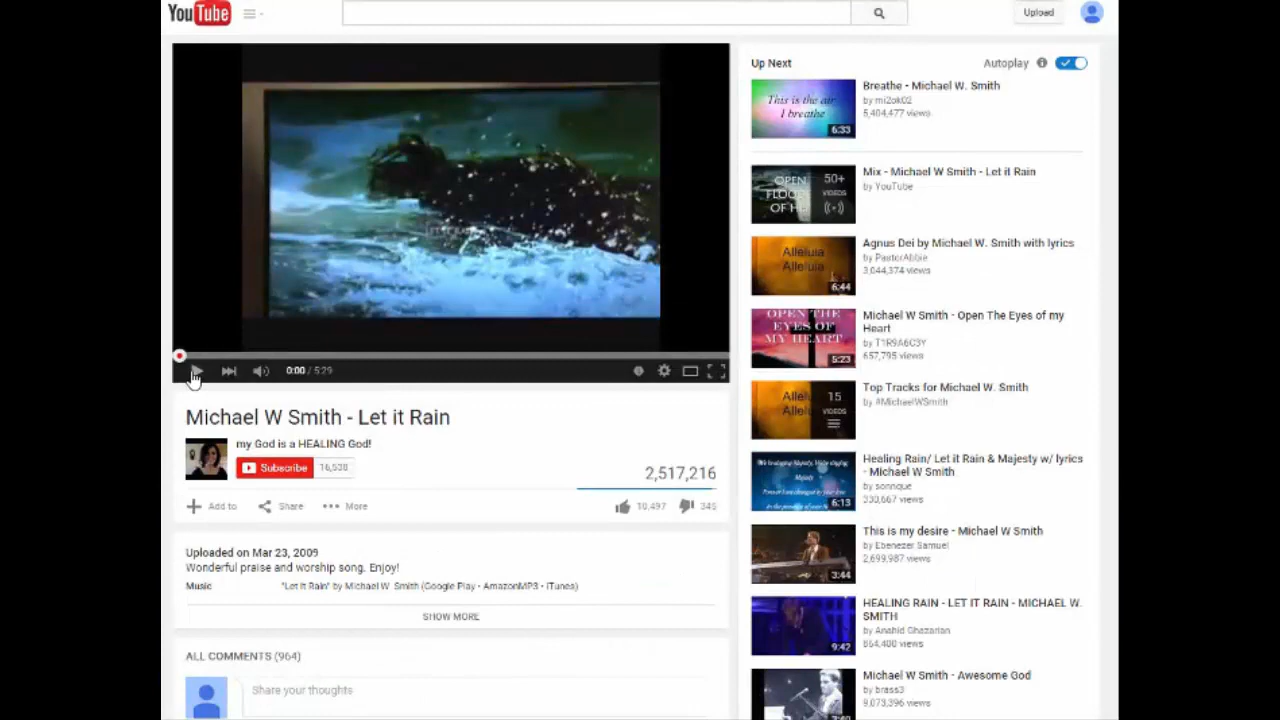 YouTube
Upload
0:00 / 5:29
Michael W Smith - Let it Rain
my God is a HEALING God!
Subscribe
16,530
2,517,216
Add to
Share
More
10,497
345
Uploaded on Mar 23, 2009
Wonderful praise and worship song. Enjoy!
Music
"Let It Rain" by Michael W. Smith (Google Play • AmazonMP3 • iTunes)
SHOW MORE
ALL COMMENTS (964)
Share your thoughts
Up Next
Autoplay
This is the air
I breathe
6:33
Breathe - Michael W. Smith
by mi2ok02
5,404,477 views
OPEN
50+
VIDEOS
Mix - Michael W Smith - Let it Rain
by YouTube
Alleluia
Alleluia
6:44
Agnus Dei by Michael W. Smith with lyrics
by PastorAbbie
3,044,374 views
OPEN THE
EYES OF
MY HEART
5:23
Michael W Smith - Open The Eyes of my
Heart
by T1R9A6C3Y
657,795 views
15
VIDEOS
Top Tracks for Michael W. Smith
by #MichaelWSmith
Majesty
6:13
Healing Rain/ Let it Rain & Majesty w/ lyrics
- Michael W Smith
by sonnque
330,667 views
3:44
This is my desire - Michael W Smith
by Ebenezer Samuel
2,699,987 views
9:42
HEALING RAIN - LET IT RAIN - MICHAEL W.
SMITH
by Anahid Ghazarian
864,400 views
Michael W Smith - Awesome God
by brass3
9,073,396 views